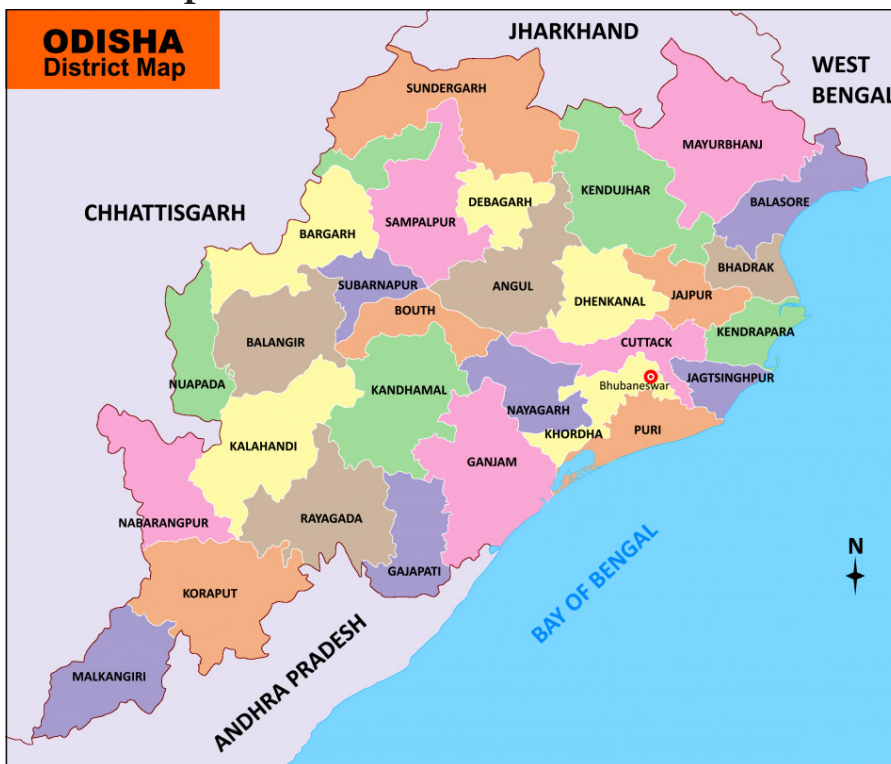 ODISHA
District Map
JHARKHAND
WEST
BENGAL
SUNDERGARH
MAYURBHANJ
KENDUJHAR
DEBAGARH
BALASORE
CHHATTISGARH
SAMPALPUR
BARGARH
BHADRAK
SUBARNAPUR
ANGUL
DHENKANAL
JAJPUR
BOUTH
KENDRAPARA
BALANGIR
CUTTACK
NUAPADA
KANDHAMAL
JAGTSINGHPUR
Bhubaneswar
NAYAGARH
KHORDHA
PURI
KALAHANDI
GANJAM
NABARANGPUR
RAYAGADA
GAJAPATI
BAY OF BENGAL
N
KORAPUT
MALKANGIRI
ANDHRA PRADESH